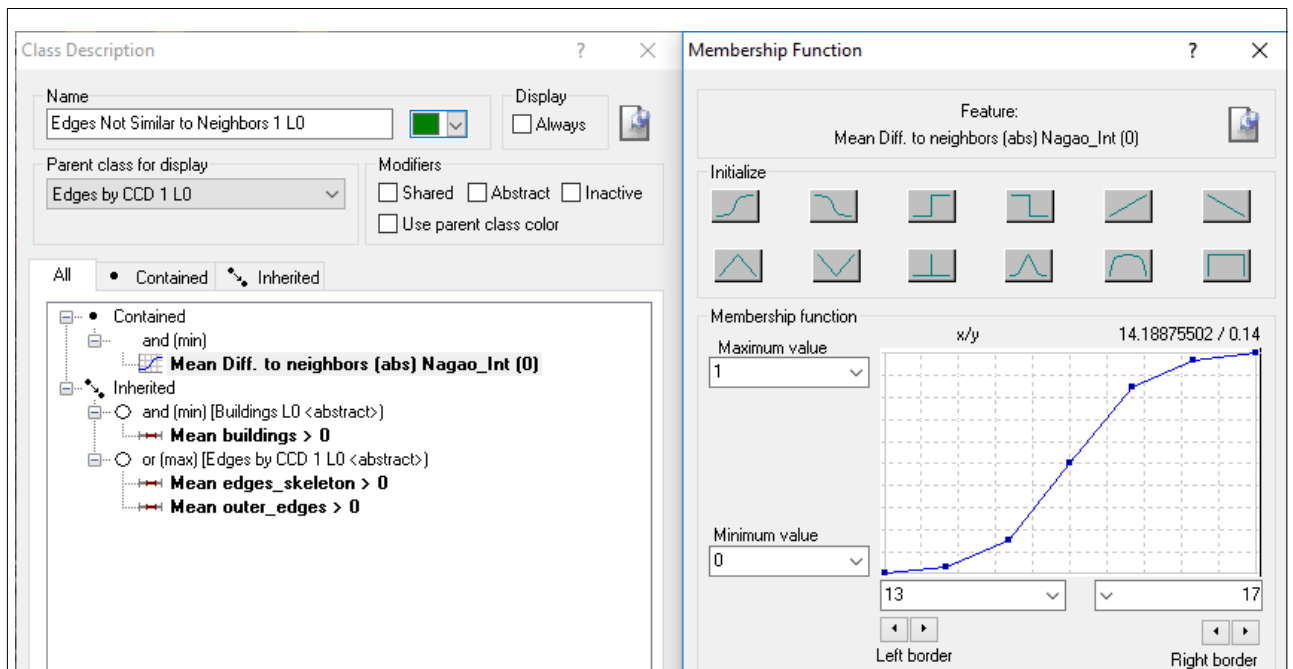 Class Description
?
Name
Edges Not Similar to Neighbors 1 L0
Display
Always
Parent class for display
Edges by CCD 1 L0
Modifiers
Shared
Abstract
Inactive
Use parent class color
All
Contained
Inherited
Contained
and (min)
Mean Diff. to neighbors (abs) Nagao_Int (0)
Inherited
and (min) [Buildings L0 <abstract>)
Mean buildings > 0
or (max) [Edges by CCD 1 L0 <abstract>)
Mean edges_skeleton > 0
Mean outer_edges > 0
Membership Function
?
Feature:
Mean Diff. to neighbors (abs) Nagao_Int (0)
Initialize
Membership function
Maximum value
1
x/y
14.18875502 / 0.14
Minimum value
0
13
17
Left border
Right border